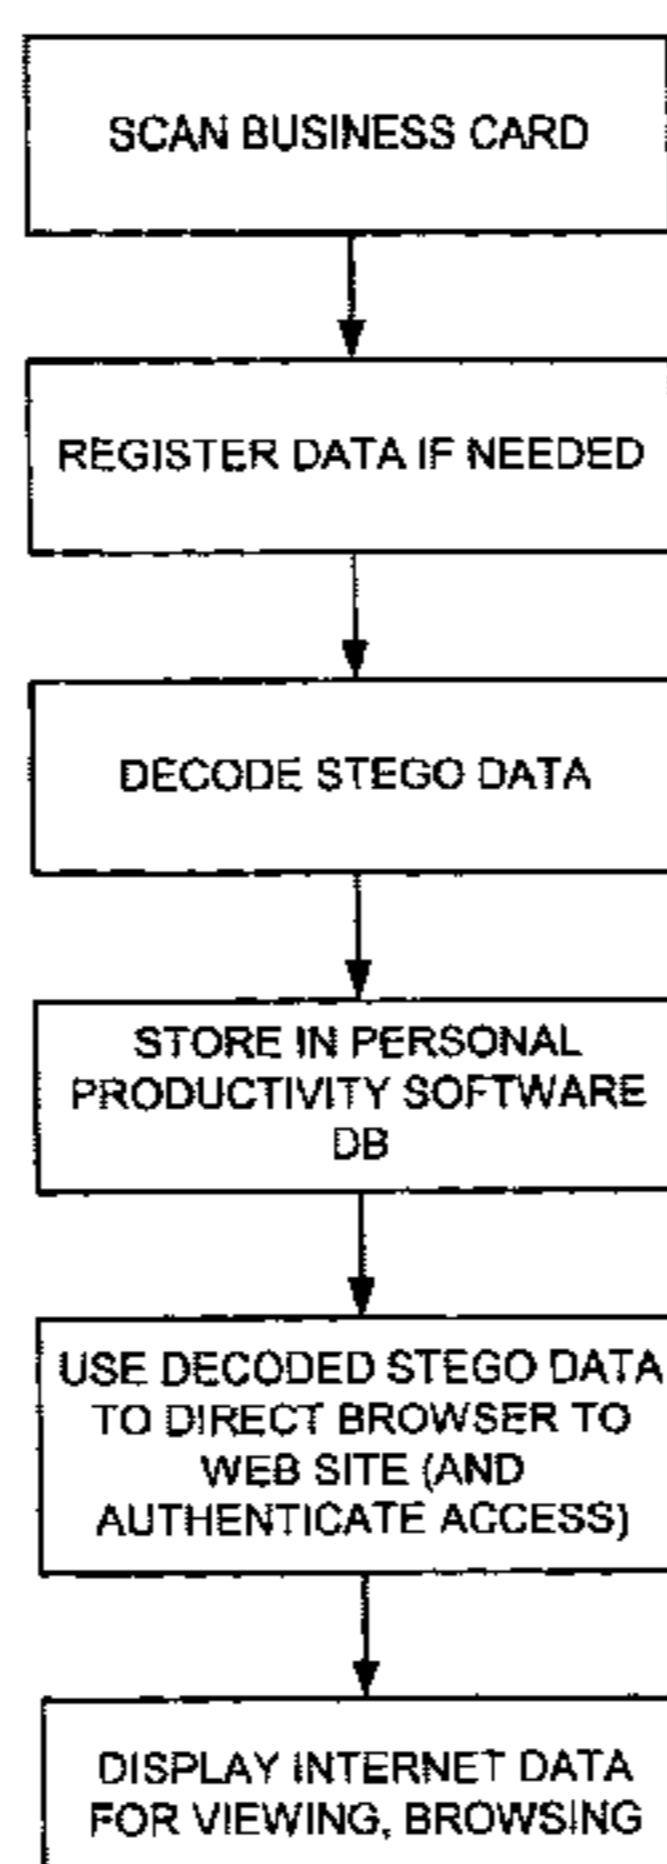 SCAN BUSINESS CARD
REGISTER DATA IF NEEDED
DECODE STEGO DATA
STORE IN PERSONAL
PRODUCTIVITY SOFTWARE
DB
USE DECODED STEGO DATA
TO DIRECT BROWSER TO
WEB SITE (AND
AUTHENTICATE ACCESS)
DISPLAY INTERNET DATA
FOR VIEWING, BROWSING